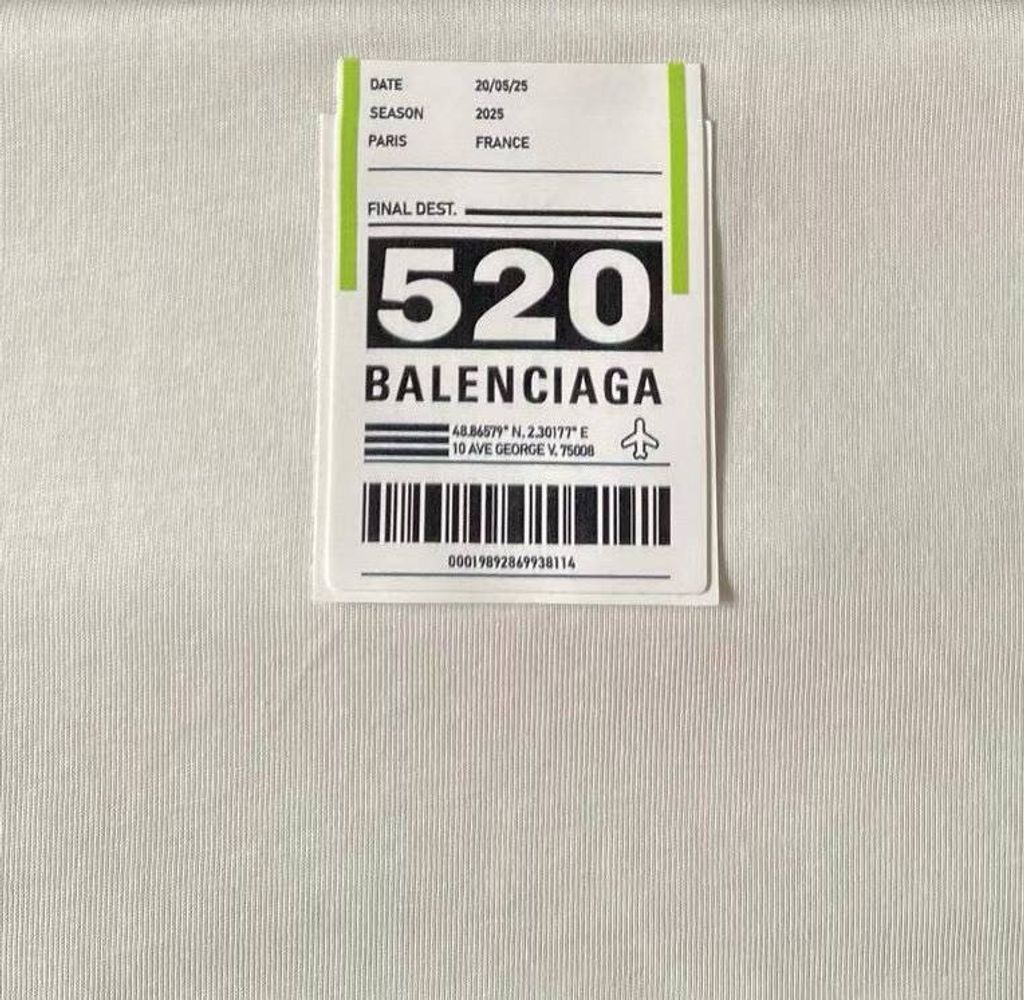 DATE 20/05/25
SEASON 2025
PARIS FRANCE
FINAL DEST.
520
BALENCIAGA
48.86579° N, 2.30177° E
10 AVE GEORGE V, 75008
00019892869938114